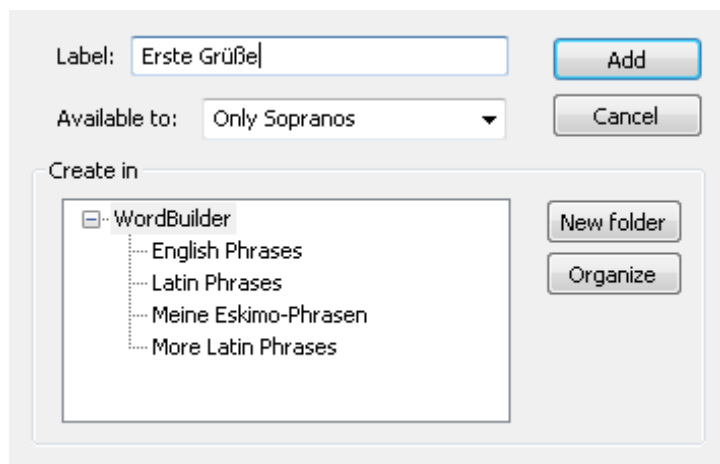 Label: Erste Grüße
Add
Available to: Only Sopranos
Cancel
Create in
WordBuilder
English Phrases
Latin Phrases
Meine Eskimo-Phrasen
More Latin Phrases
New folder
Organize